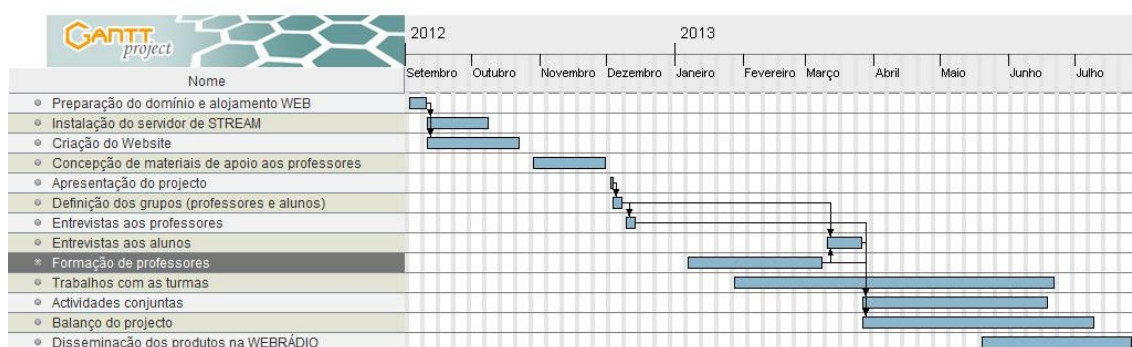 GANTT
project
2012
2013
Nome
Setembro Outubro Novembro Dezembro Janeiro Fevereiro Março Abril Maio Junho Julho
Preparação do domínio e alojamento WEB
Instalação do servidor de STREAM
Criação do Website
Concepção de materiais de apoio aos professores
Apresentação do projecto
Definição dos grupos (professores e alunos)
Entrevistas aos professores
Entrevistas aos alunos
Formação de professores
Trabalhos com as turmas
Actividades conjuntas
Balanço do projecto
Disseminação dos produtos na WEBRÁDIO